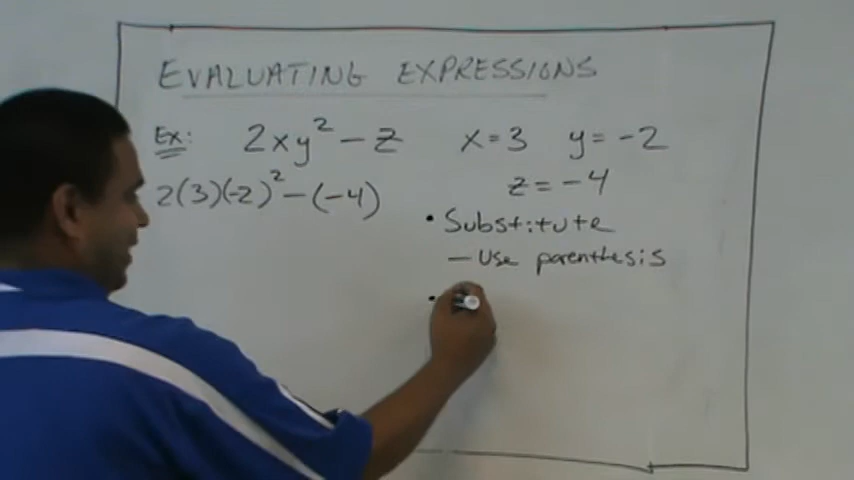 EVALUATING EXPRESSIONS
Ex: 2xy² - z x = 3 y = -2
z = -4
2(3)(-2)² - (-4)
• Substitute
- Use parenthesis
•